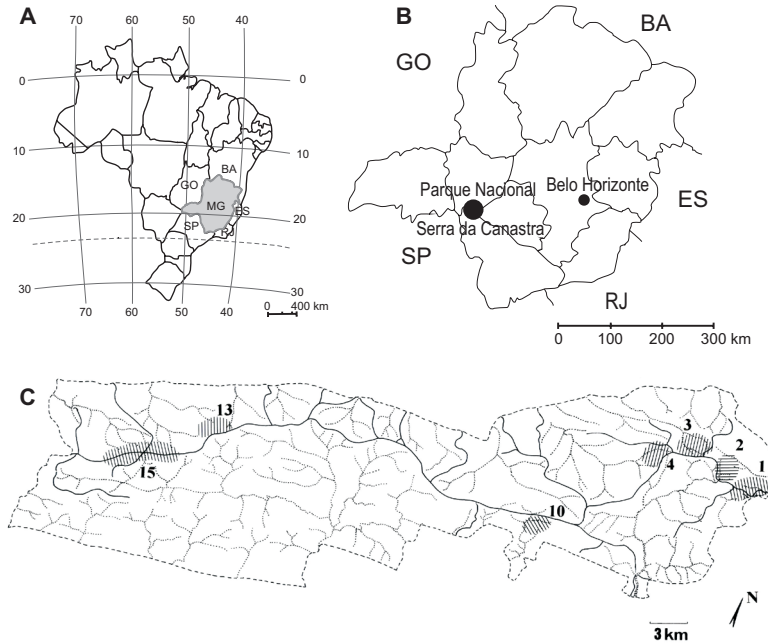 A
70
60
50
40
0
0
10
10
BA
GO
MG
ES
20
20
SP
RJ
30
30
70
60
50
40
0 400 km
B
BA
GO
Parque Nacional
Belo Horizonte
ES
Serra da Canastra
SP
RJ
0 100 200 300 km
C
13
3
2
15
4
1
10
N
3 km